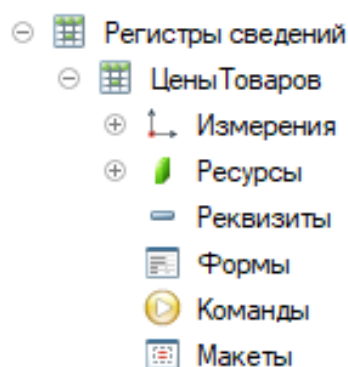 Регистры сведений
ЦеныТоваров
Измерения
Ресурсы
Реквизиты
Формы
Команды
Макеты